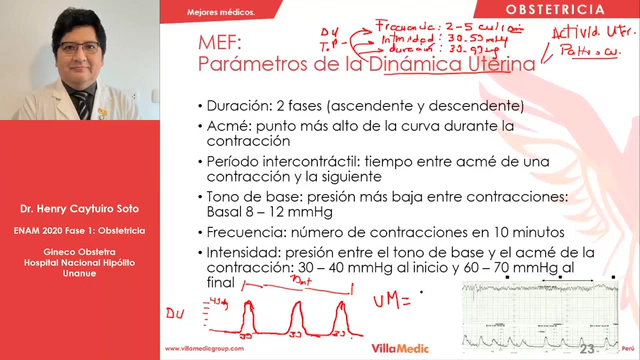 Mejores médicos.
OBSTETRICIA
MEF:
Parámetros de la Dinámica Uterina
DU
T.P
Frecuencia: 2-5 cu/10
Intensidad: 30-50 mmHg
duración: 30-90 sg
Activid. Uter.
• Duración: 2 fases (ascendente y descendente)
• Acmé: punto más alto de la curva durante la
contracción
• Período intercontráctil: tiempo entre acmé de una
contracción y la siguiente
• Tono de base: presión más baja entre contracciones:
Basal 8 – 12 mmHg
• Frecuencia: número de contracciones en 10 minutos
• Intensidad: presión entre el tono de base y el acmé de la
contracción: 30 – 40 mmHg al inicio y 60 – 70 mmHg al
final
Dr. Henry Caytuiro Soto
ENAM 2020 Fase 1: Obstetricia
Gineco Obstetra
Hospital Nacional Hipólito
Unanue
DU
UM=
www.villamedicgroup.com
VillaMedic
23
Perú